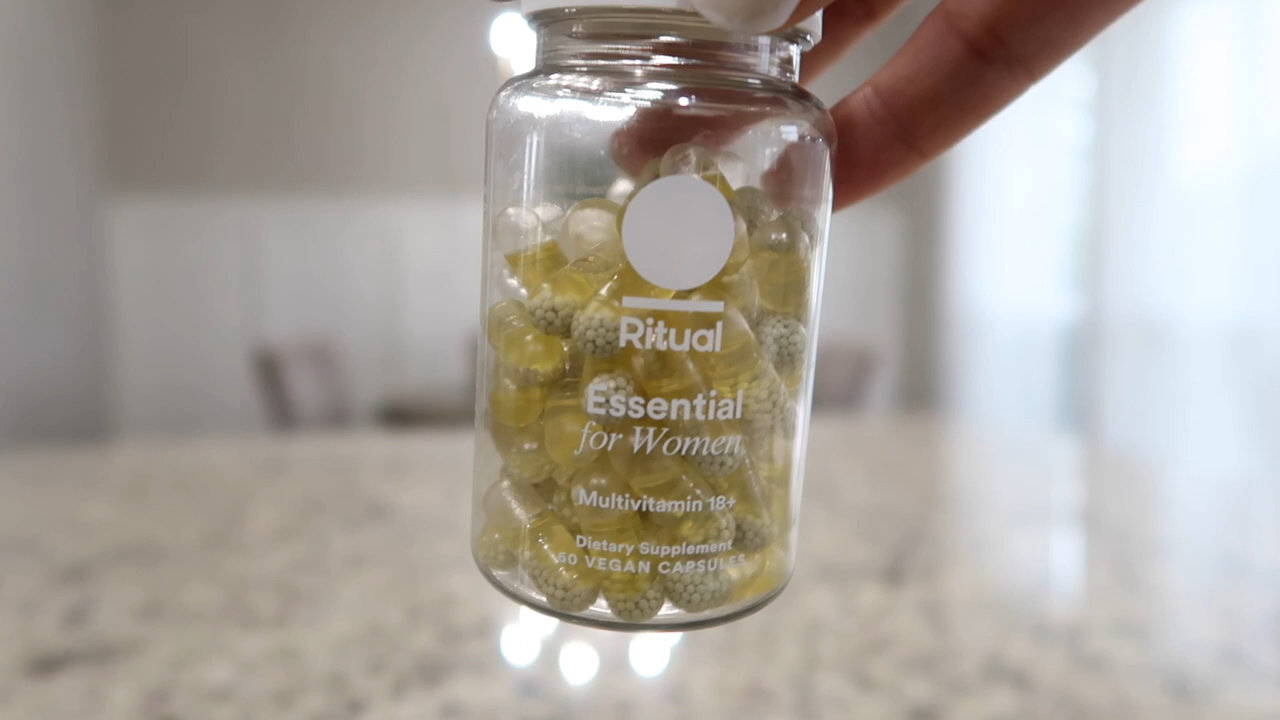 Ritual
Essential
for Women
Multivitamin 18+
Dietary Supplement
60 VEGAN CAPSULES